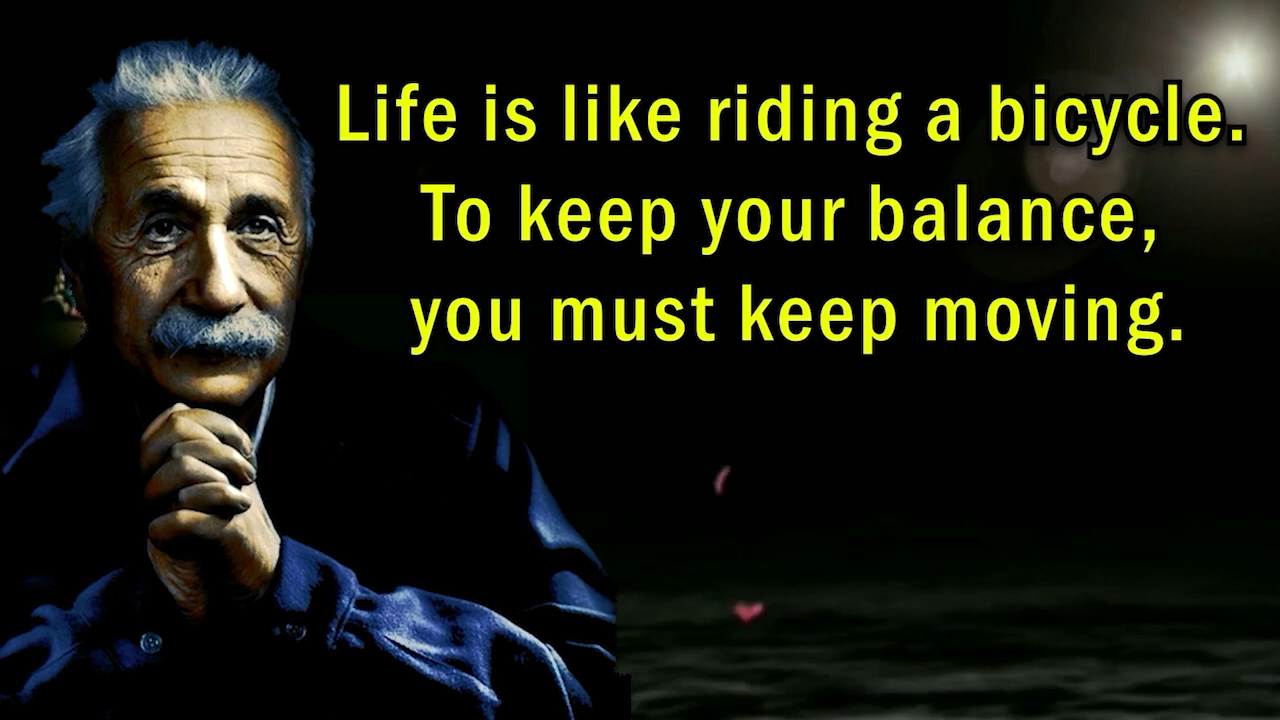 Life is like riding a bicycle.
To keep your balance,
you must keep moving.